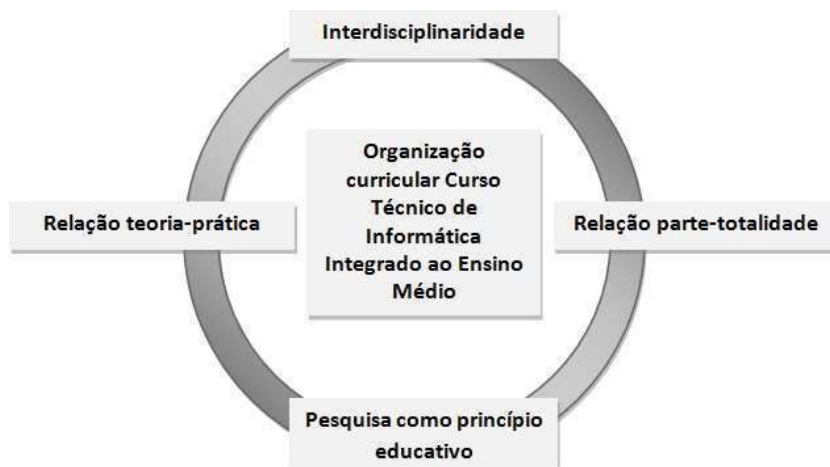 Interdisciplinaridade
Organização
curricular Curso
Técnico de
Informática
Integrado ao Ensino
Médio
Relação teoria-prática
Relação parte-totalidade
Pesquisa como princípio
educativo